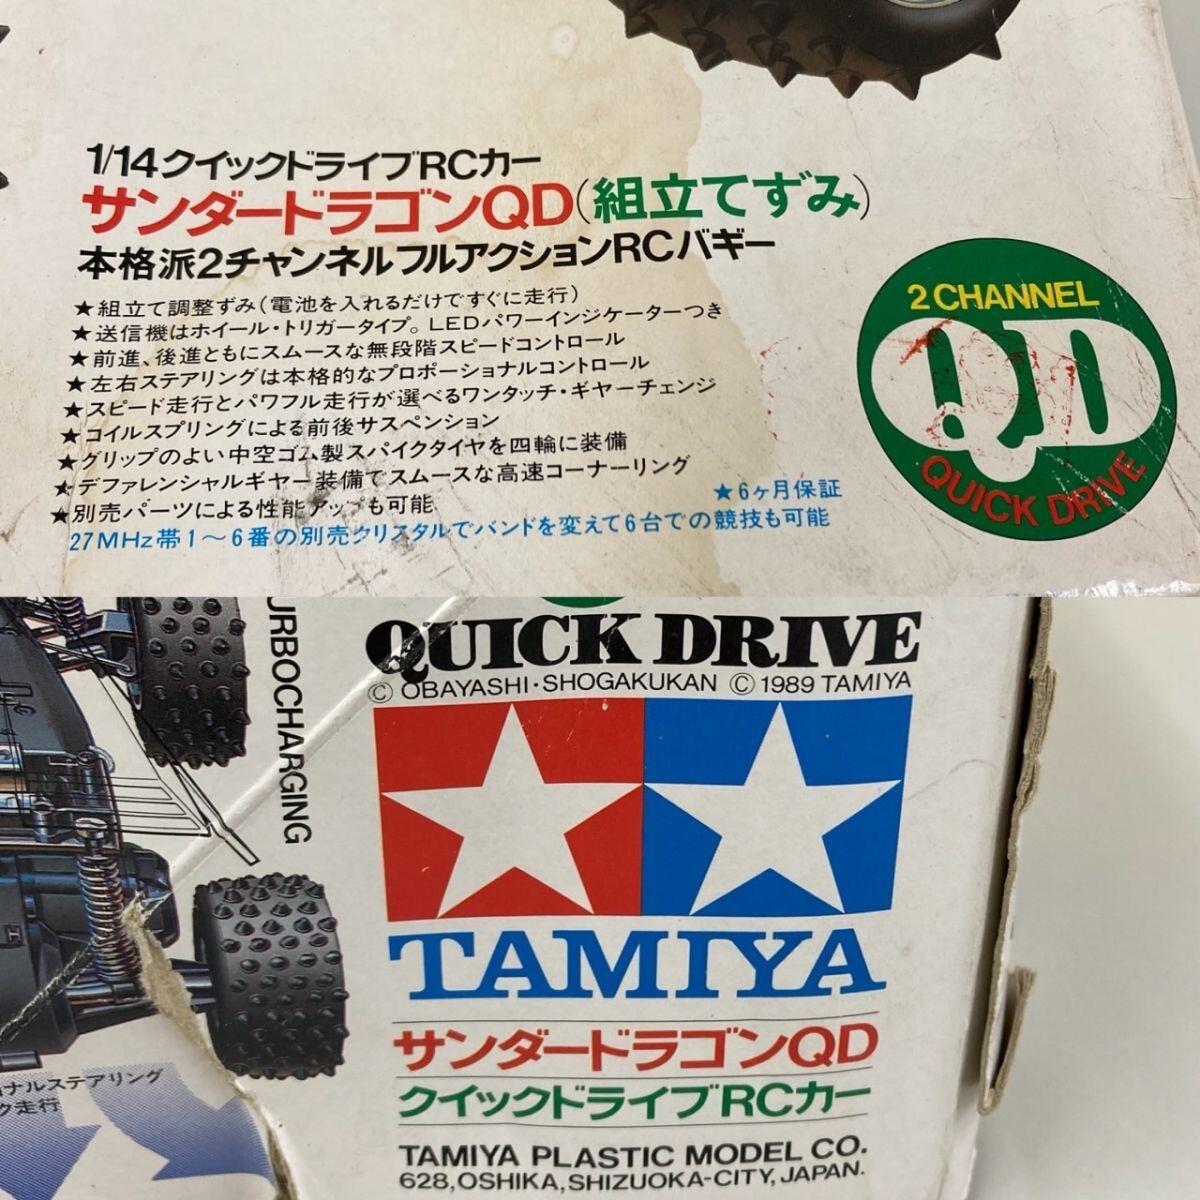 1/14クイックドライブRCカー
サンダードラゴンQD(組立てずみ)
本格派2チャンネルフルアクションRCバギー
★組立て調整ずみ(電池を入れるだけですぐに走行)
★送信機はホイール・トリガータイプ。LEDパワーインジケーターつき
★前進、後進ともにスムースな無段階スピードコントロール
★左右ステアリングは本格的なプロポーショナルコントロール
★スピード走行とパワフル走行が選べるワンタッチ・ギヤーチェンジ
★コイルスプリングによる前後サスペンション
★グリップのよい中空ゴム製スパイクタイヤを四輪に装備
★デファレンシャルギヤー装備でスムースな高速コーナーリング
★別売パーツによる性能アップも可能
★6ヶ月保証
27MHz帯1〜6番の別売クリスタルでバンドを変えて6台での競技も可能
2 CHANNEL
QD
QUICK DRIVE
URBOCHARGING
QUICK DRIVE
© OBAYASHI・SHOGAKUKAN © 1989 TAMIYA
TAMIYA
サンダードラゴンQD
クイックドライブRCカー
TAMIYA PLASTIC MODEL CO.
628, OSHIKA, SHIZUOKA-CITY, JAPAN.
ナルステアリング
ク走行